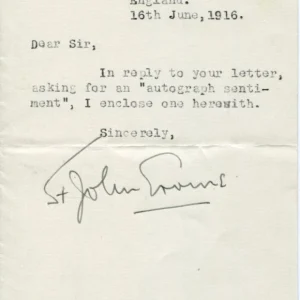 England.
16th June, 1916.
Dear Sir,
In reply to your letter,
asking for an "autograph senti-
ment", I enclose one herewith.
Sincerely,
St John Ervine